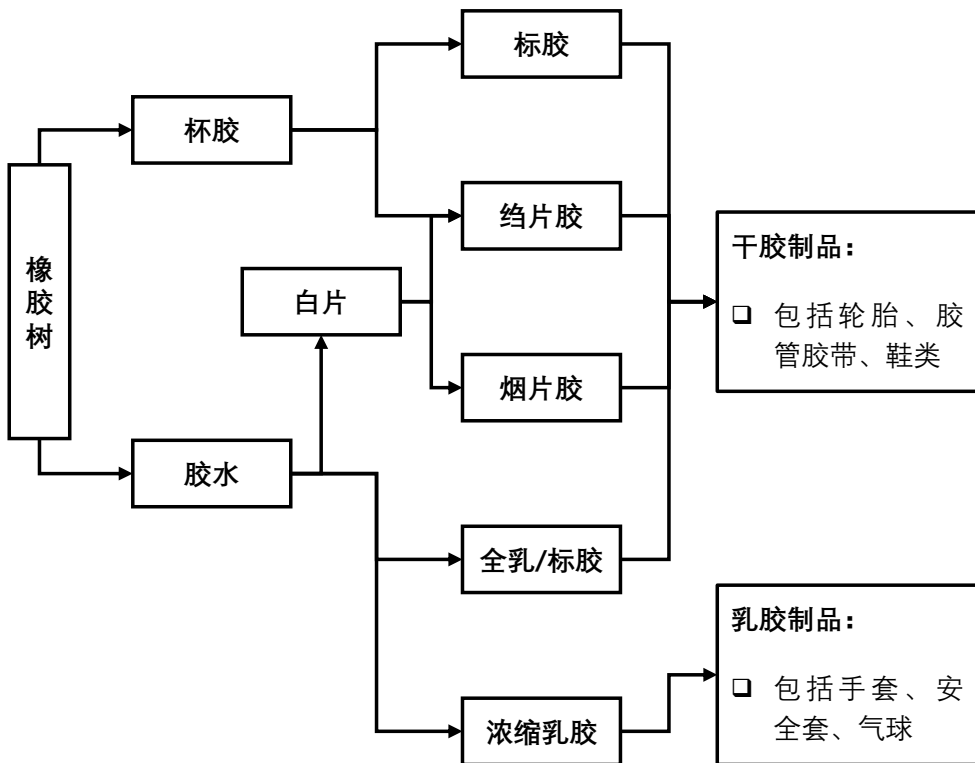 橡胶树
杯胶
胶水
白片
标胶
绉片胶
烟片胶
全乳/标胶
浓缩乳胶
干胶制品：
❑ 包括轮胎、胶
管胶带、鞋类
乳胶制品：
❑ 包括手套、安
全套、气球